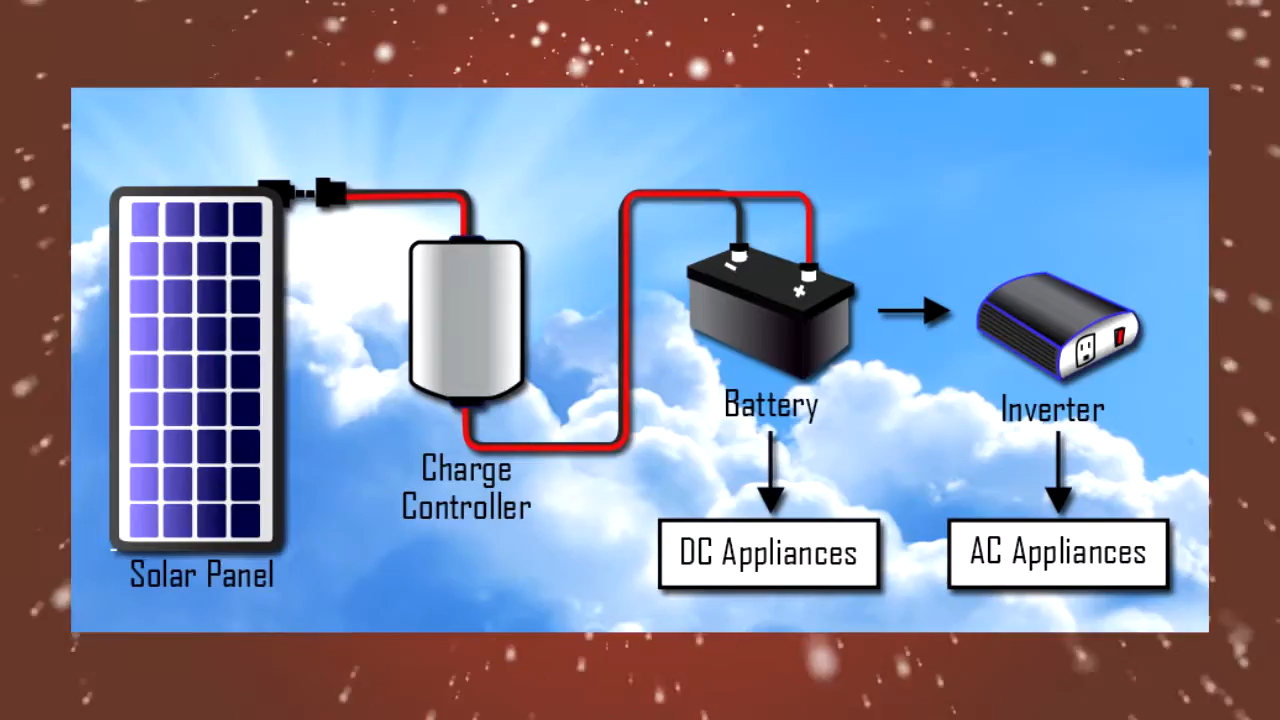 Solar Panel
Charge
Controller
Battery
Inverter
DC Appliances
AC Appliances